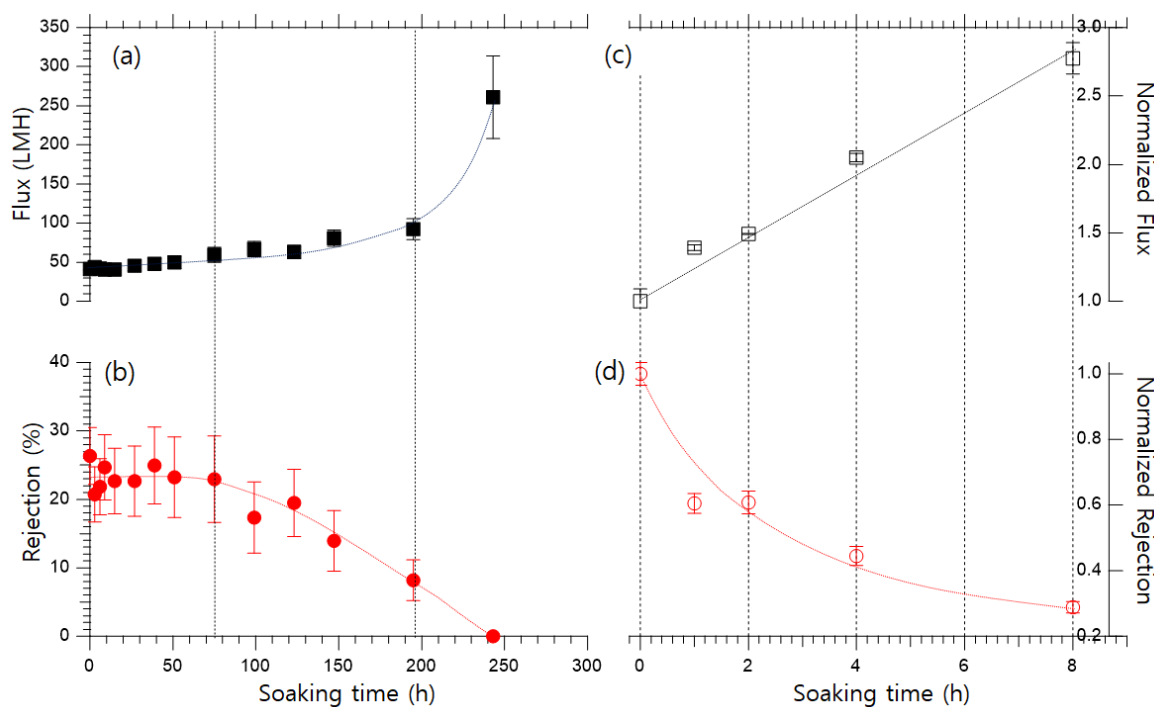 (a)
Flux (LMH)
350
300
250
200
150
100
50
0
(c)
Normalized Flux
3.0
2.5
2.0
1.5
1.0
(b)
Rejection (%)
40
30
20
10
0
0 50 100 150 200 250 300
Soaking time (h)
(d)
Normalized Rejection
1.0
0.8
0.6
0.4
0.2
0 2 4 6 8
Soaking time (h)